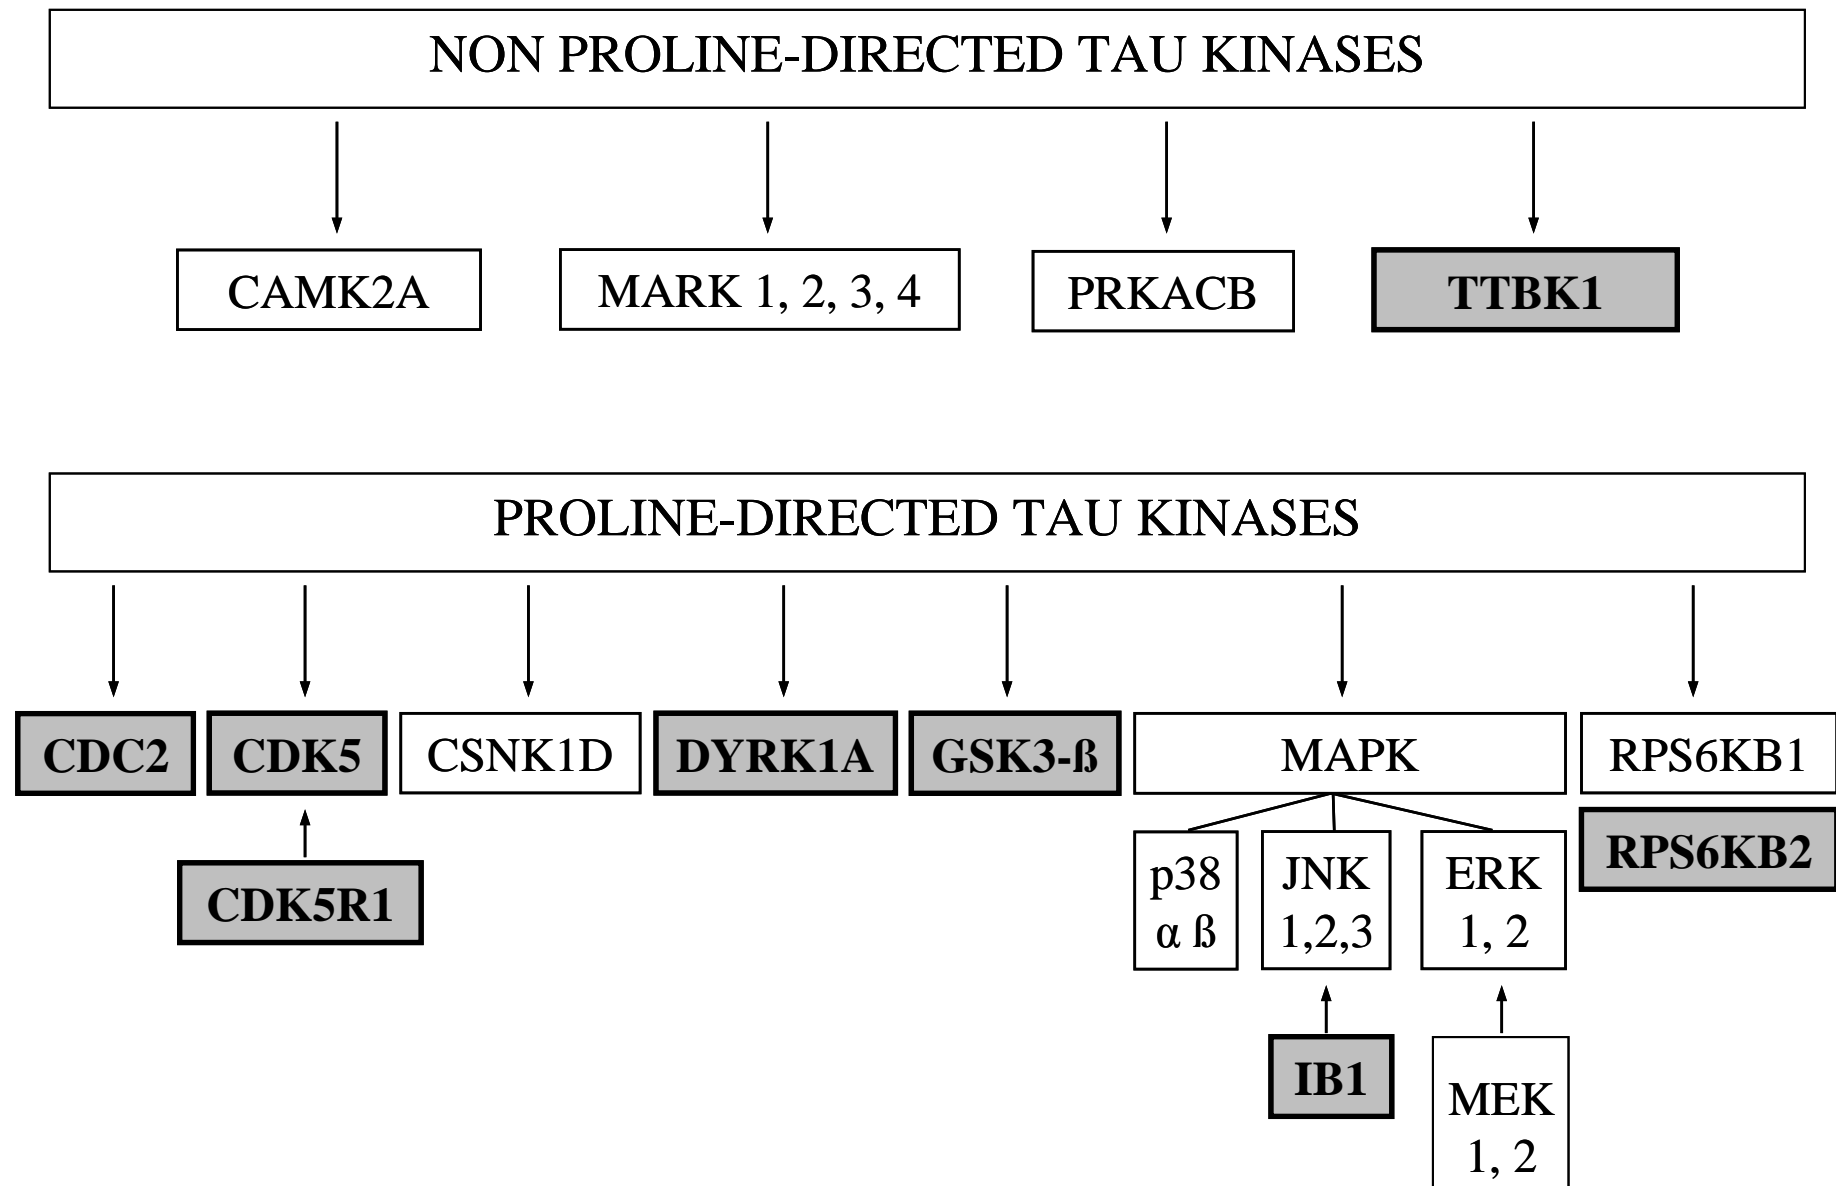 NON PROLINE-DIRECTED TAU KINASES
CAMK2A
MARK 1, 2, 3, 4
PRKACB
TTBK1
PROLINE-DIRECTED TAU KINASES
CDC2
CDK5
CSNK1D
DYRK1A
GSK3-ß
MAPK
RPS6KB1
RPS6KB2
CDK5R1
p38
α ß
JNK
1,2,3
ERK
1, 2
IB1
MEK
1, 2